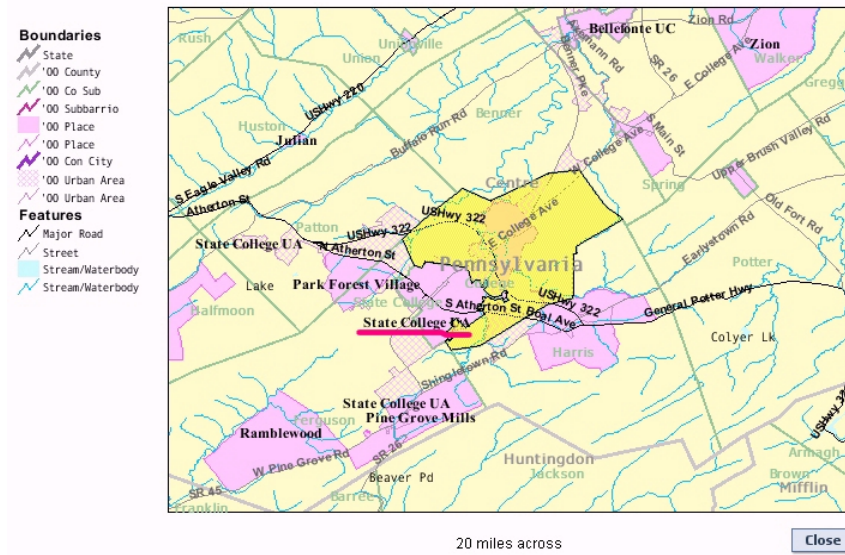 Boundaries
State
'00 County
'00 Co Sub
'00 Subbarrio
'00 Place
'00 Place
'00 Con City
'00 Urban Area
'00 Urban Area
Features
Major Road
Street
Stream/Waterbody
Stream/Waterbody
Rush
Union
Unionville
Bellefonte UC
Zion Rd
Zion
Walker
Axemann Rd
SR 26
E College Ave
Gregg
Benner Pke
USHwy 220
Benner
Huston
Julian
Buffalo Run Rd
S Main St
W College Ave
Upper Brush Valley Rd
S Eagle Valley Rd
Centre
Spring
Atherton St
Patton
USHwy 322
USHwy 322
E College Ave
Old Fort Rd
State College UA
N Atherton St
Earlystown Rd
Pennsylvania
Potter
Lake
Park Forest Village
College
Halfmoon
State College
S Atherton St
Boal Ave
USHwy 322
General Potter Hwy
State College UA
Colyer Lk
Shingletown Rd
Harris
State College UA
Pine Grove Mills
Ferguson
Ramblewood
SR 26
W Pine Grove Rd
Huntingdon
Jackson
Beaver Pd
Armagh
Brown
Mifflin
SR 45
Barree
Franklin
20 miles across
Close